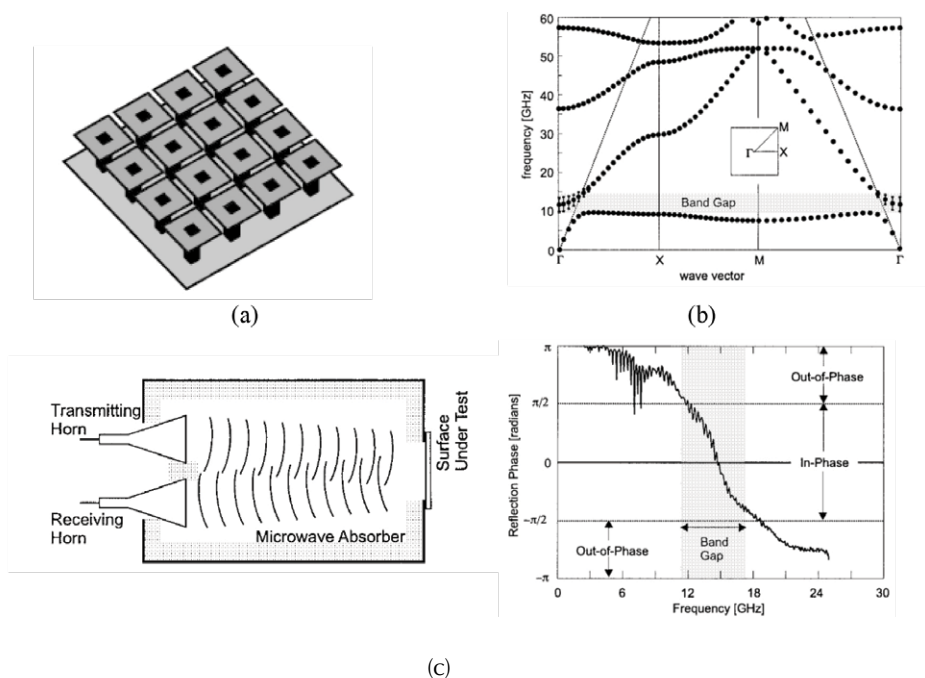 (a)
60
50
40
30
20
10
0
frequency [GHz]
M
Γ
X
Band Gap
Γ
X
M
Γ
wave vector
(b)
Transmitting
Horn
Receiving
Horn
Microwave Absorber
Surface
Under Test
π
π/2
0
-π/2
-π
Reflection Phase [radians]
Out-of-Phase
In-Phase
Out-of-Phase
Band
Gap
0
6
12
18
24
30
Frequency [GHz]
(c)